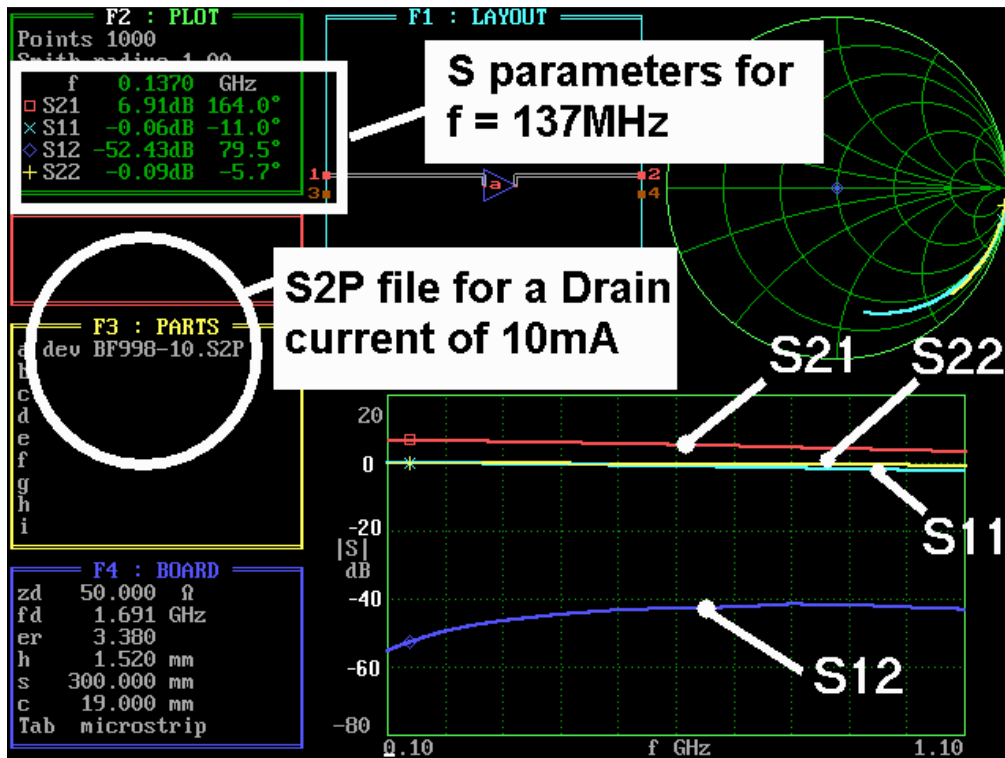 F2 : PLOT
Points 1000
Smith radius 1.00
f 0.1370 GHz
□ S21 6.91dB 164.0°
× S11 -0.06dB -11.0°
◇ S12 -52.43dB 79.5°
+ S22 -0.09dB -5.7°
F1 : LAYOUT
S parameters for
f = 137MHz
1
3
a
2
4
S2P file for a Drain
current of 10mA
F3 : PARTS
a dev BF998-10.S2P
b
c
d
e
f
g
h
i
F4 : BOARD
zd 50.000 Ω
fd 1.691 GHz
er 3.380
h 1.520 mm
s 300.000 mm
c 19.000 mm
Tab microstrip
S21
S22
S11
S12
20
0
-20
|S|
dB
-40
-60
-80
0.10 f GHz 1.10